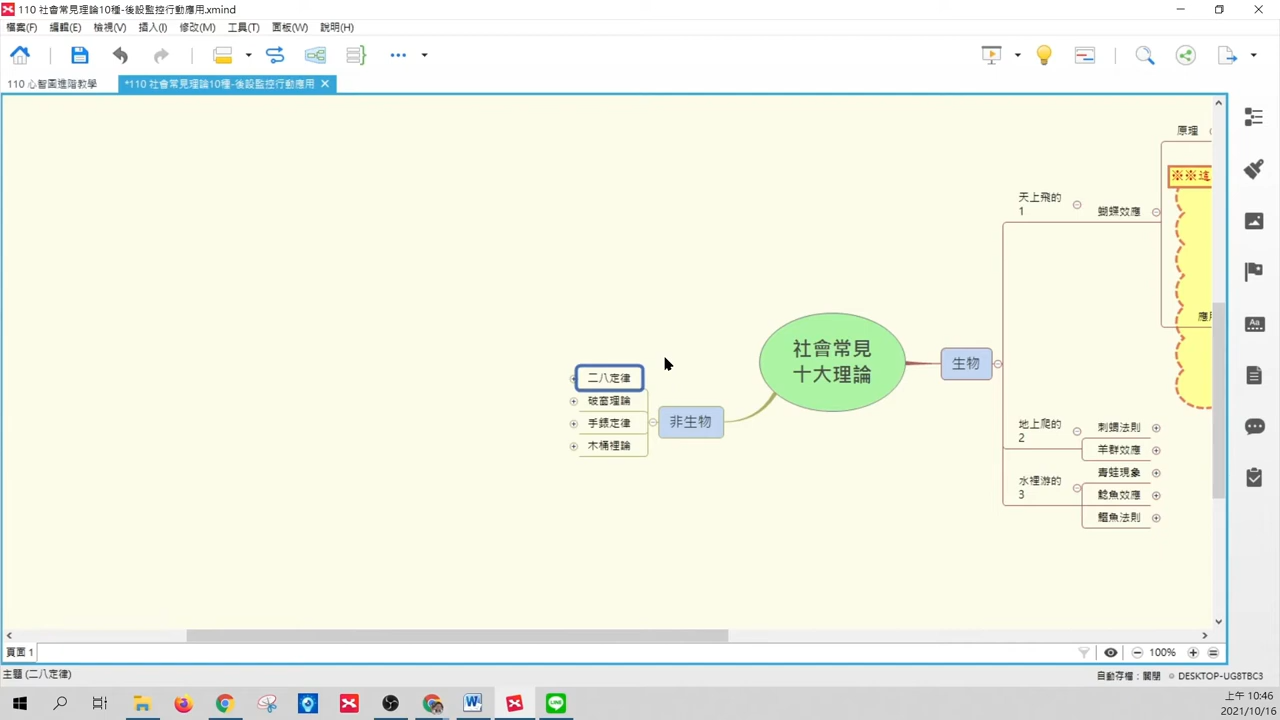 110 社會常見理論10種-後設監控行動應用.xmind
檔案(F) 編輯(E) 檢視(V) 插入(I) 修改(M) 工具(T) 面板(W) 說明(H)
110 心智圖進階教學 *110 社會常見理論10種-後設監控行動應用
原理
※※這
天上飛的
1
蝴蝶效應
應用
社會常見
十大理論
生物
二八定律
破窗理論
手錶定律
木桶裡論
非生物
地上爬的
2
刺蝟法則
羊群效應
水裡游的
3
青蛙現象
鯰魚效應
鱷魚法則
頁面 1
100%
主題 (二八定律)
自動存檔：關閉 DESKTOP-UG8TBC3
上午 10:46
2021/10/16